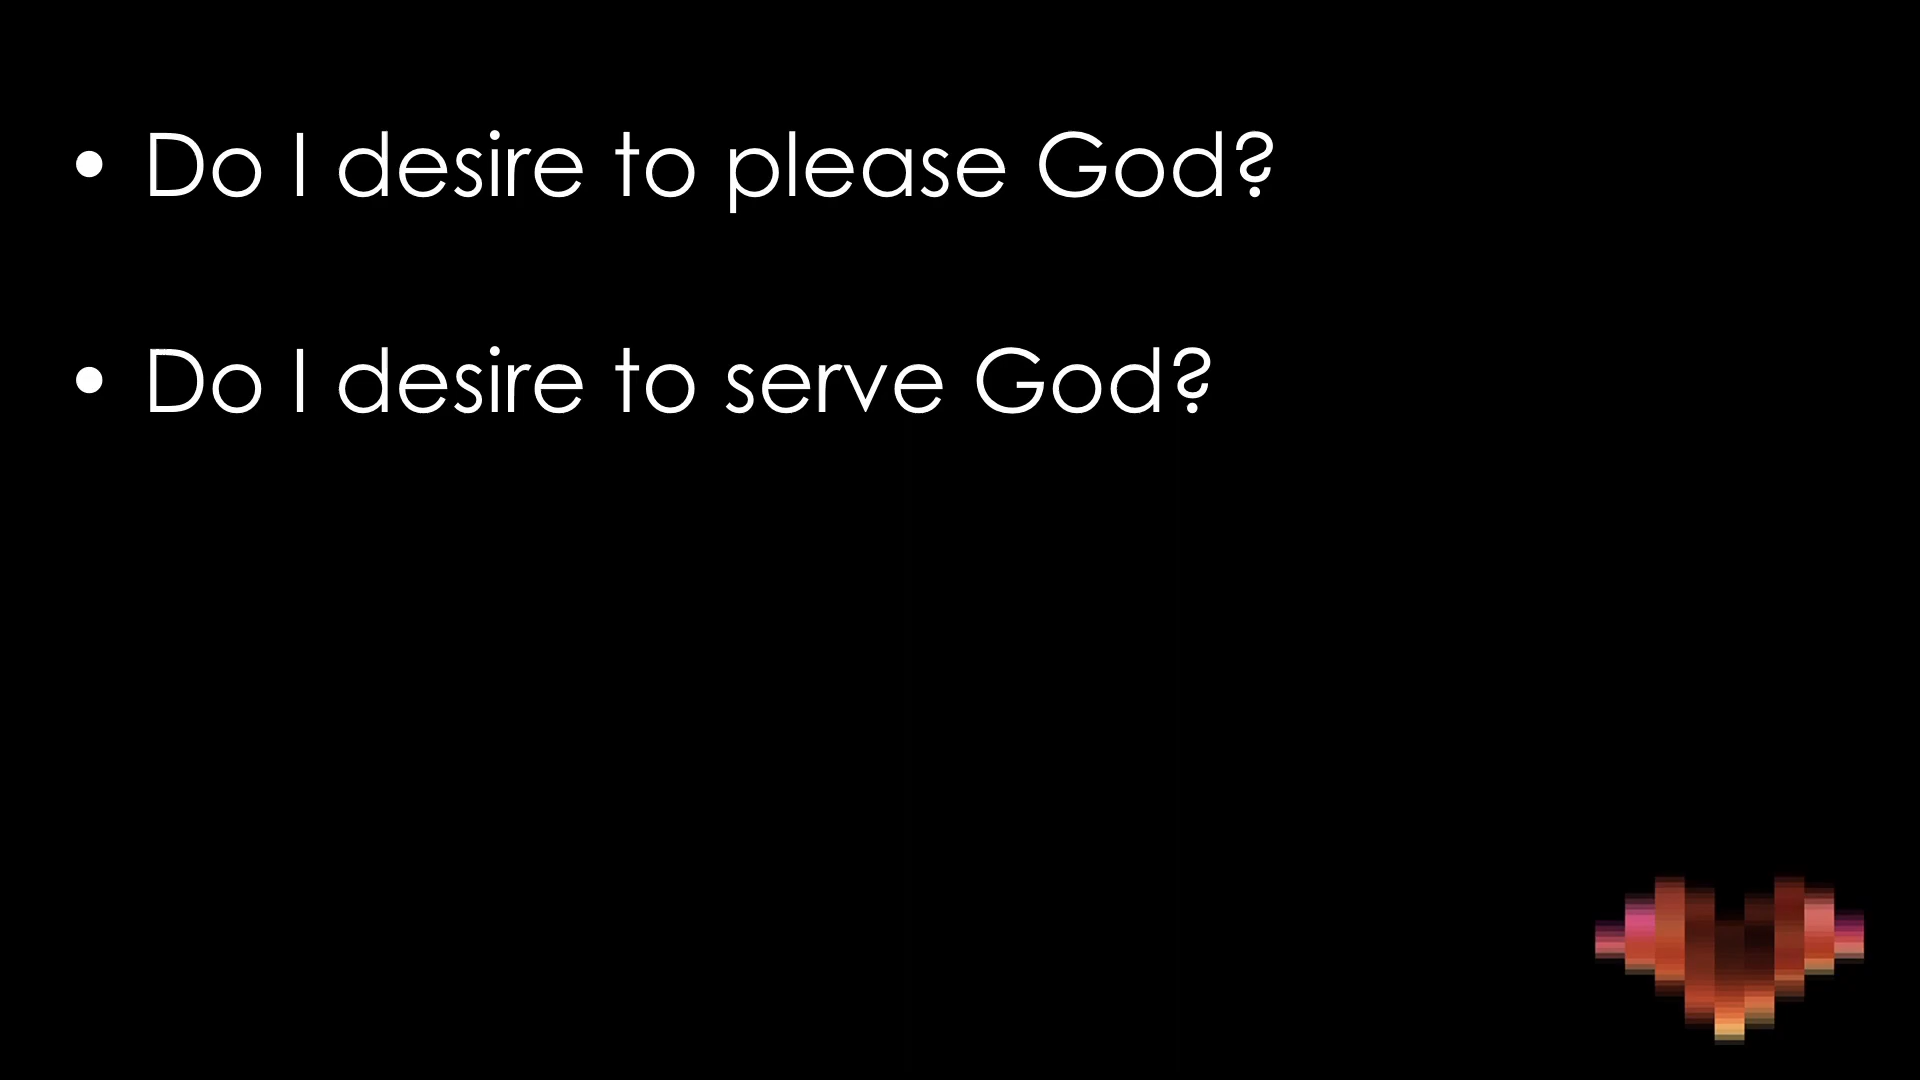 • Do I desire to please God?
• Do I desire to serve God?